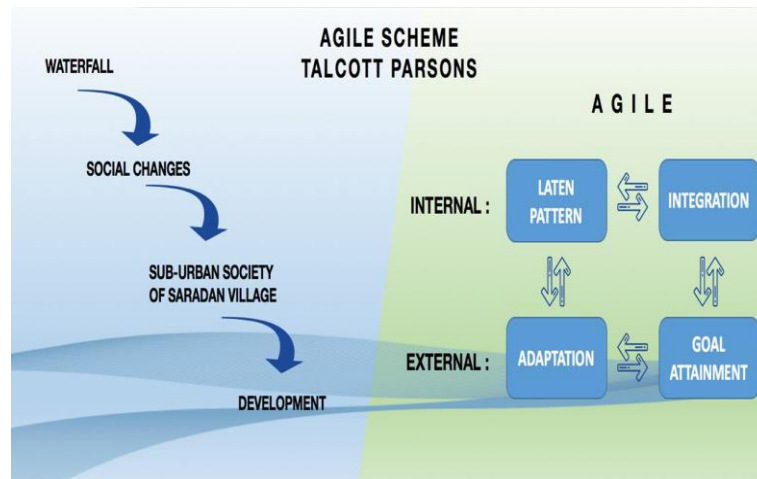 AGILE SCHEME
TALCOTT PARSONS
WATERFALL
SOCIAL CHANGES
SUB-URBAN SOCIETY
OF SARADAN VILLAGE
DEVELOPMENT
A G I L E
INTERNAL :
LATEN
PATTERN
INTEGRATION
EXTERNAL :
ADAPTATION
GOAL
ATTAINMENT